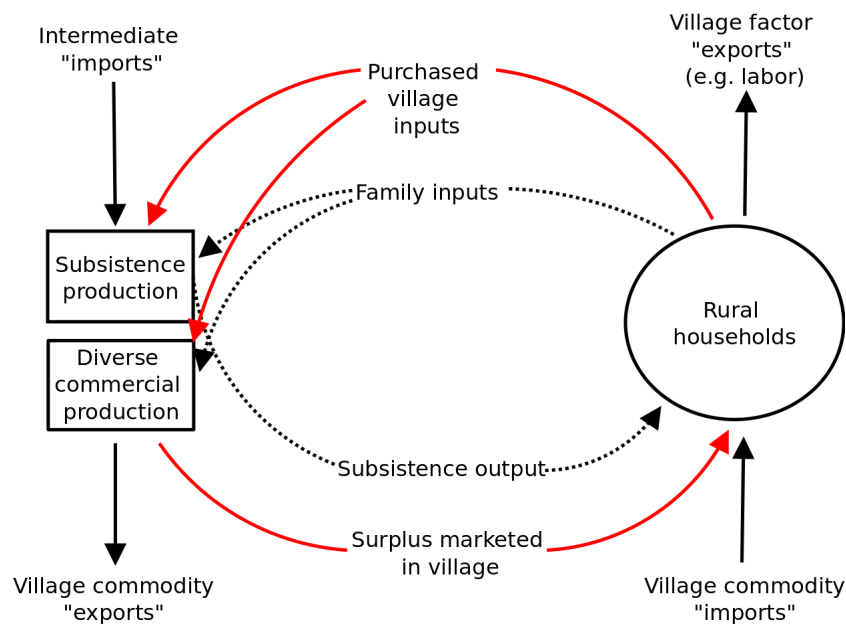 Intermediate
"imports"
Purchased
village
inputs
Village factor
"exports"
(e.g. labor)
Family inputs
Subsistence
production
Rural
households
Diverse
commercial
production
Subsistence output
Surplus marketed
in village
Village commodity
"exports"
Village commodity
"imports"